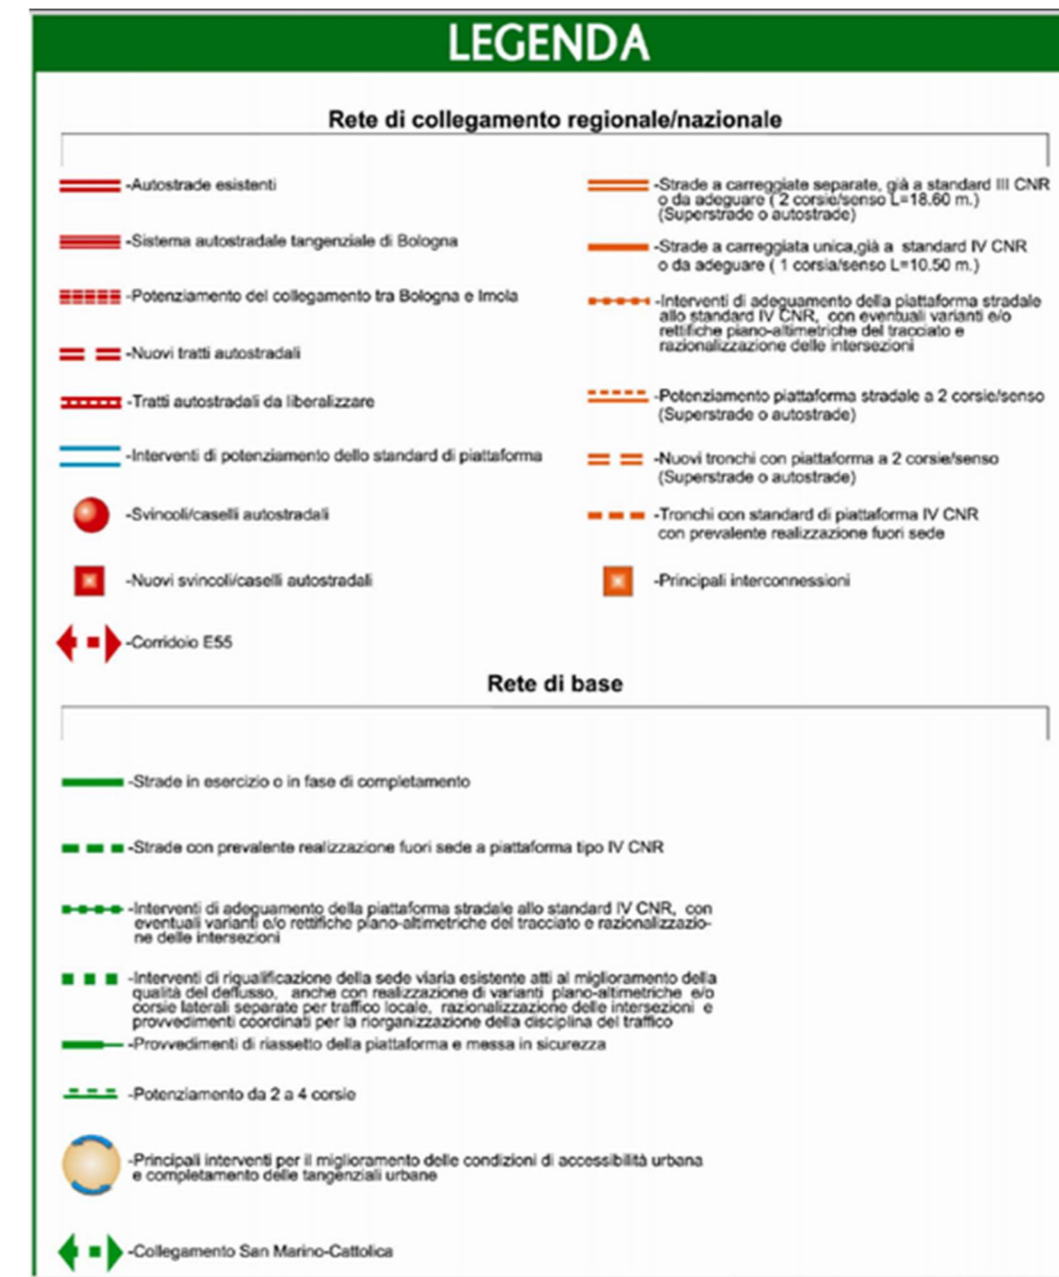 LEGENDA
Rete di collegamento regionale/nazionale
-Autostrade esistenti
-Sistema autostradale tangenziale di Bologna
-Potenziamento del collegamento tra Bologna e Imola
-Nuovi tratti autostradali
-Tratti autostradali da liberalizzare
-Interventi di potenziamento dello standard di piattaforma
-Svincoli/caselli autostradali
-Nuovi svincoli/caselli autostradali
-Corridoio E55
-Strade a carreggiate separate, già a standard III CNR
o da adeguare ( 2 corsie/senso L=18.60 m.)
(Superstrade o autostrade)
-Strade a carreggiata unica,già a standard IV CNR
o da adeguare ( 1 corsia/senso L=10.50 m.)
-Interventi di adeguamento della piattaforma stradale
allo standard IV CNR, con eventuali varianti e/o
rettifiche plano-altimetriche del tracciato e
razionalizzazione delle intersezioni
-Potenziamento piattaforma stradale a 2 corsie/senso
(Superstrade o autostrade)
-Nuovi tronchi con piattaforma a 2 corsie/senso
(Superstrade o autostrade)
-Tronchi con standard di piattaforma IV CNR
con prevalente realizzazione fuori sede
-Principali interconnessioni
Rete di base
-Strade in esercizio o in fase di completamento
-Strade con prevalente realizzazione fuori sede a piattaforma tipo IV CNR
-Interventi di adeguamento della piattaforma stradale allo standard IV CNR, con
eventuali varianti e/o rettifiche plano-altimetriche del tracciato e razionalizzazio-
ne delle intersezioni
-Interventi di riqualificazione della sede viaria esistente atti al miglioramento della
qualità del deflusso, anche con realizzazione di varianti plano-altimetriche e/o
corsie laterali separate per traffico locale, razionalizzazione delle intersezioni e
provvedimenti coordinati per la riorganizzazione della disciplina del traffico
-Provvedimenti di riassetto della piattaforma e messa in sicurezza
-Potenziamento da 2 a 4 corsie
-Principali interventi per il miglioramento delle condizioni di accessibilità urbana
e completamento delle tangenziali urbane
-Collegamento San Marino-Cattolica